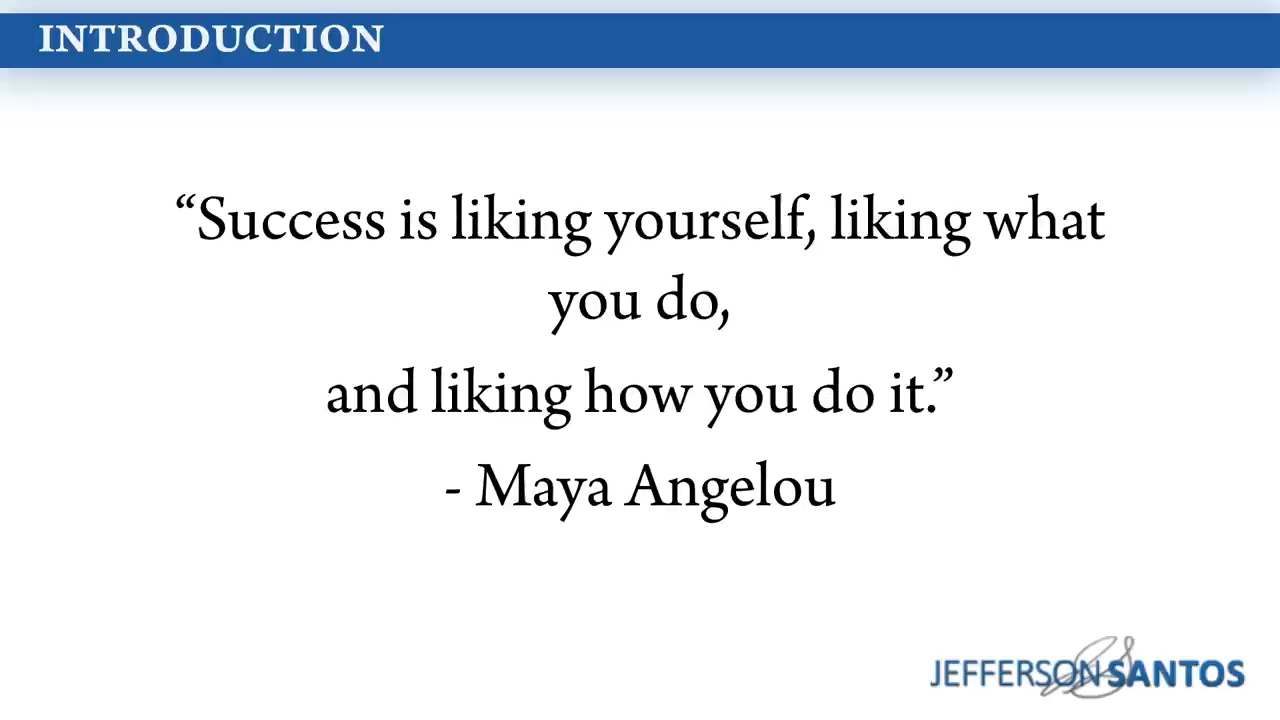 INTRODUCTION
“Success is liking yourself, liking what
you do,
and liking how you do it.”
- Maya Angelou
JEFFERSON SANTOS